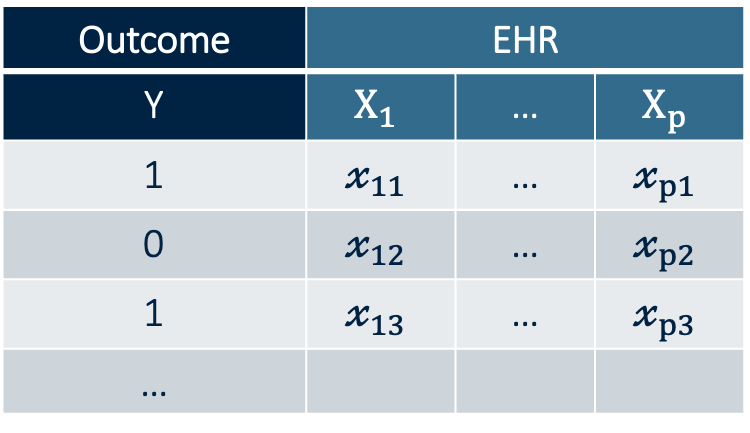 Outcome EHR
Y X₁ ... Xₚ
1 x₁₁ ... xₚ₁
0 x₁₂ ... xₚ₂
1 x₁₃ ... xₚ₃
...